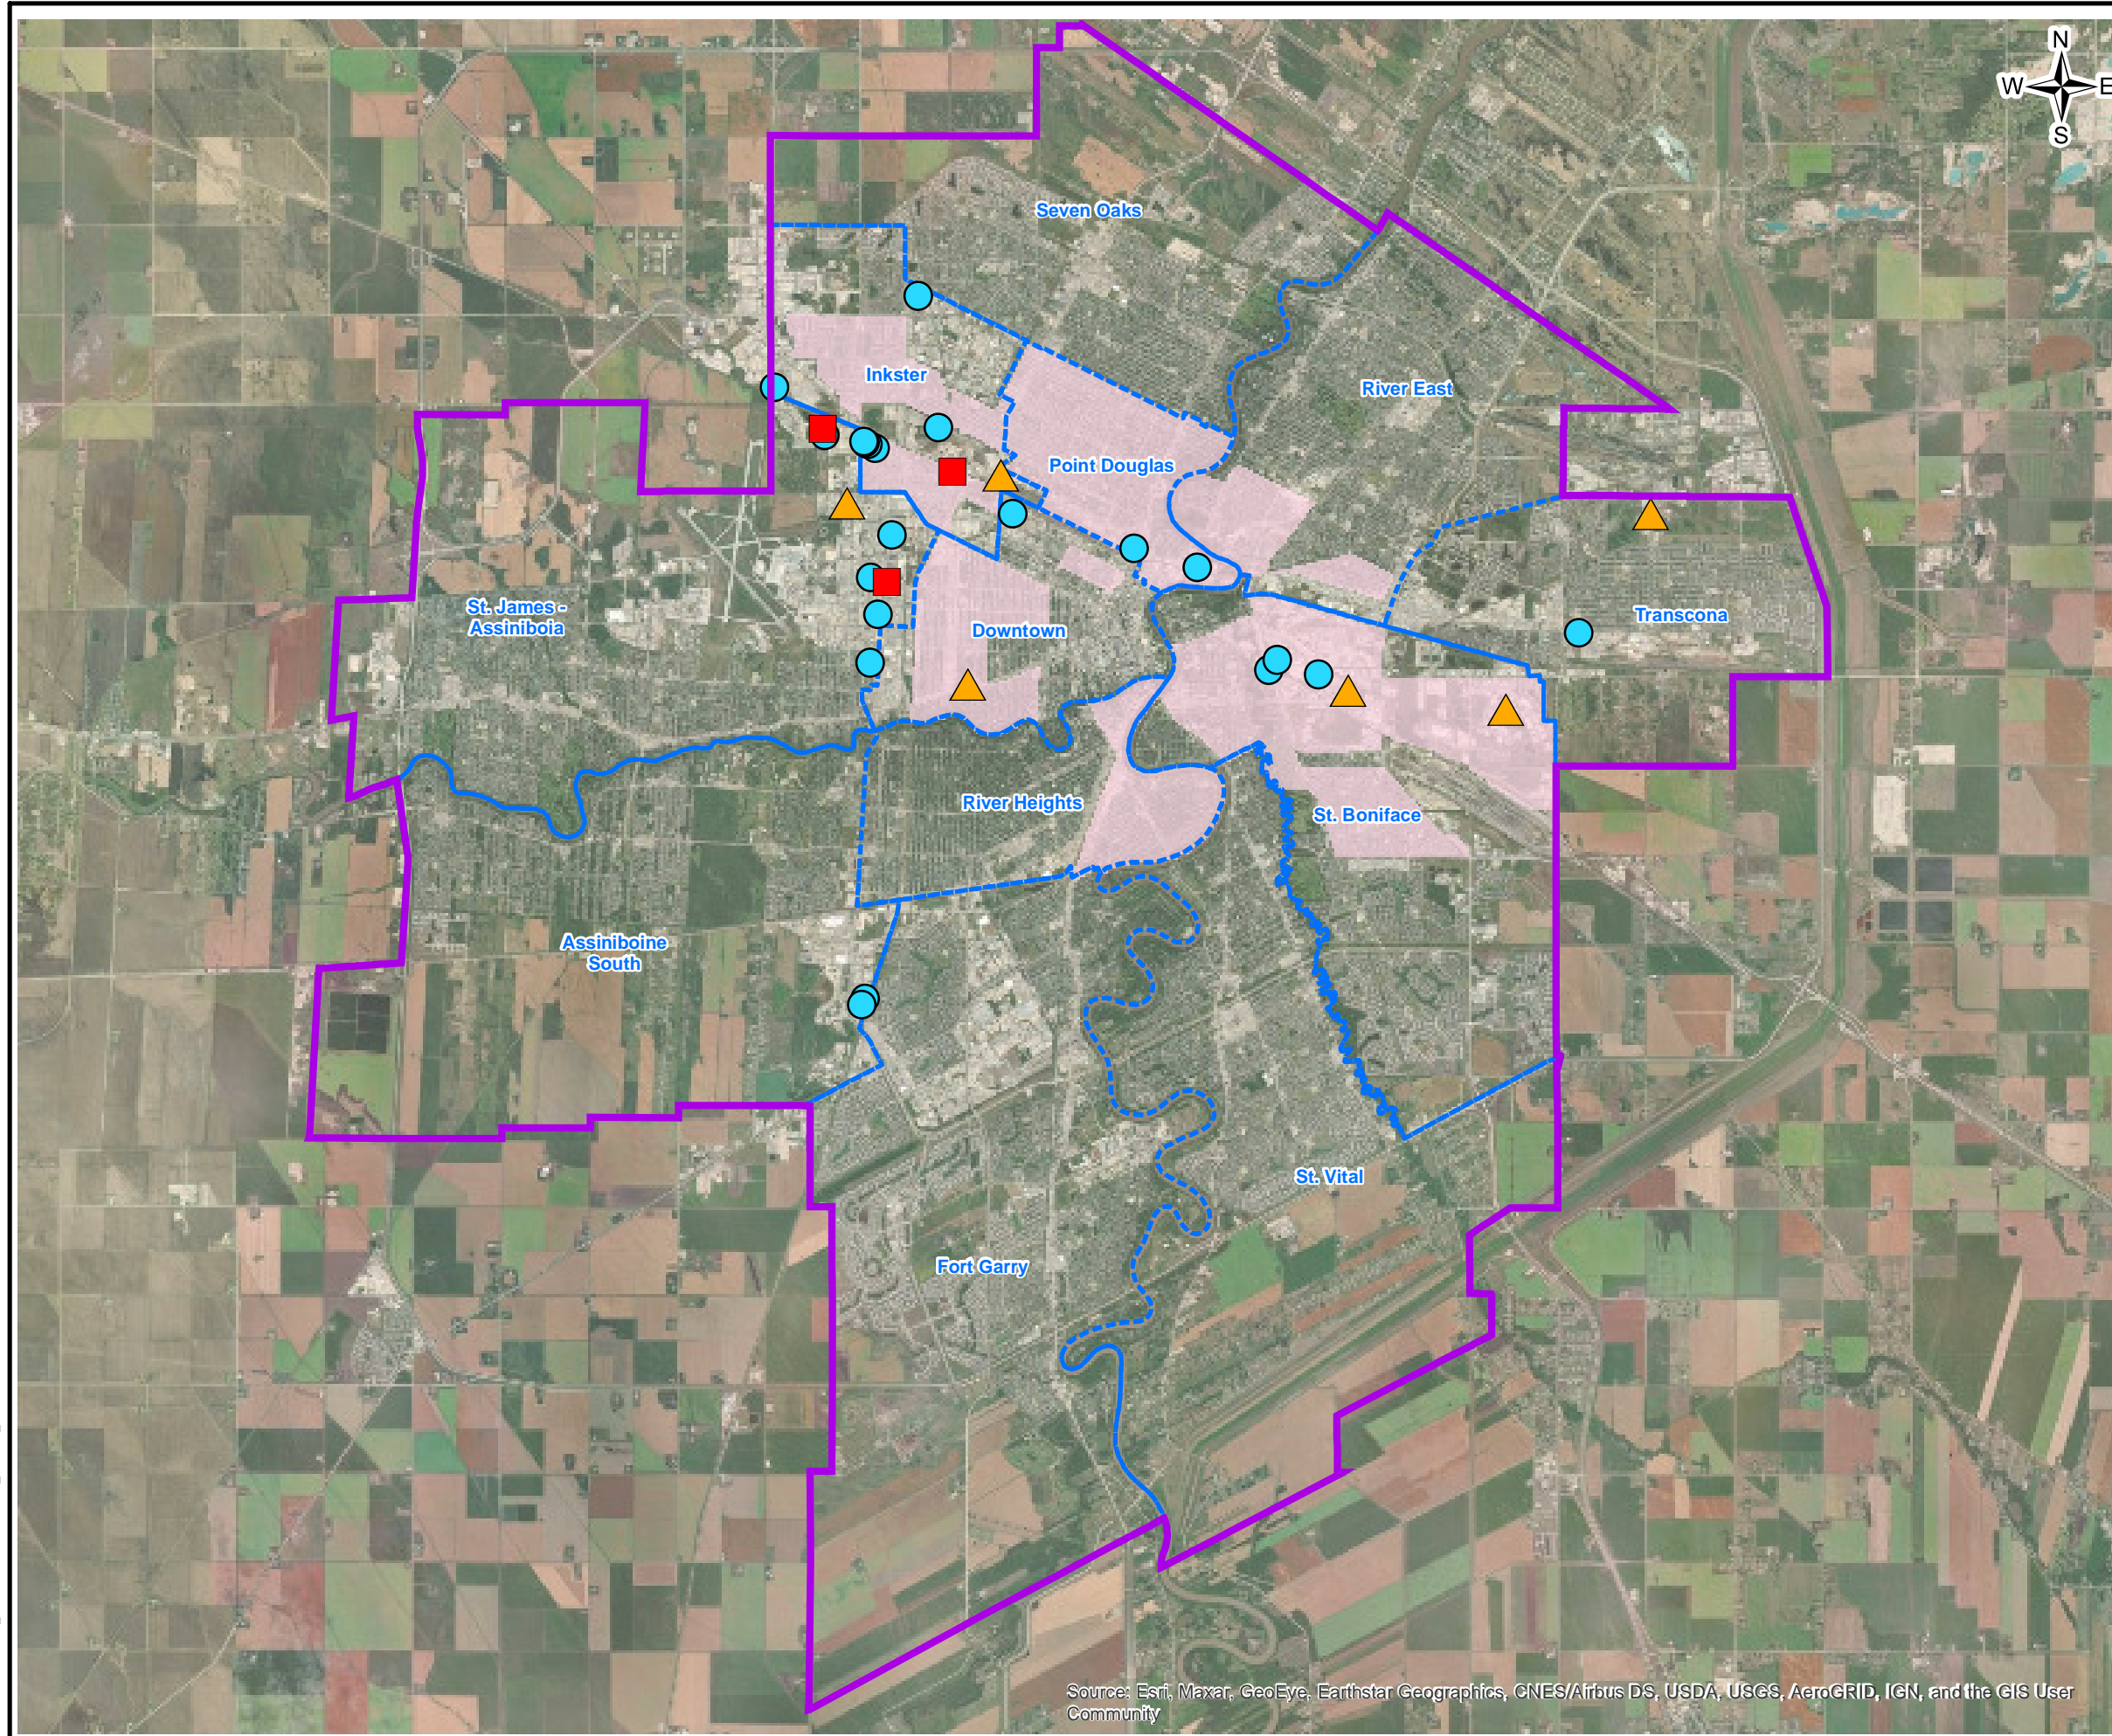 N
W E
S
Seven Oaks
Inkster
River East
Point Douglas
St. James -
Assiniboia
Downtown
Transcona
River Heights
St. Boniface
Assiniboine
South
St. Vital
Fort Garry
Source: Esri, Maxar, GeoEye, Earthstar Geographics, CNES/Airbus DS, USDA, USGS, AeroGRID, IGN, and the GIS User
Community